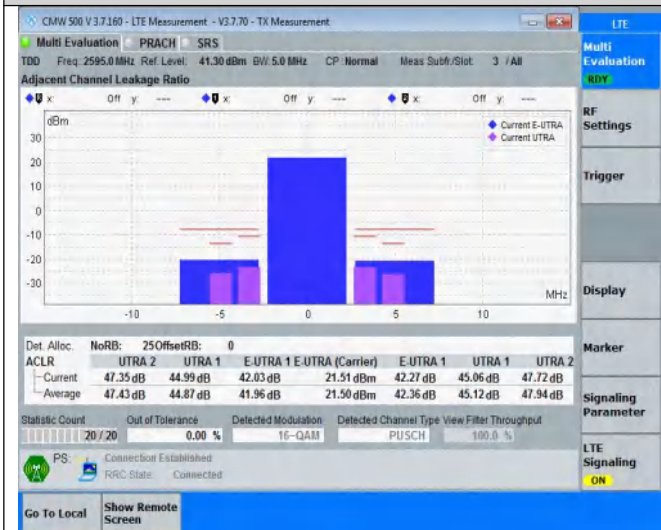 CMW 500 V 3.7.160 - LTE Measurement - V3.7.70 - TX Measurement
LTE
Multi Evaluation PRACH SRS
Multi Evaluation
RDY
TDD Freq: 2595.0 MHz Ref. Level: 41.30 dBm BW: 5.0 MHz CP: Normal Meas Subfr./Slot: 3 / All
Adjacent Channel Leakage Ratio
x: Off y: --- x: Off y: --- x: Off y: ---
dBm
Current E-UTRA
Current UTRA
30
20
10
0
-10
-20
-30
MHz
-10 -5 0 5 10
RF Settings
Trigger
Display
Marker
Signaling Parameter
LTE Signaling
ON
Det. Alloc. NoRB: 25 OffsetRB: 0
ACLR UTRA 2 UTRA 1 E-UTRA 1 E-UTRA (Carrier) E-UTRA 1 UTRA 1 UTRA 2
Current 47.35 dB 44.99 dB 42.03 dB 21.51 dBm 42.27 dB 45.06 dB 47.72 dB
Average 47.43 dB 44.87 dB 41.96 dB 21.50 dBm 42.36 dB 45.12 dB 47.94 dB
Statistic Count Out of Tolerance Detected Modulation Detected Channel Type View Filter Throughput
20 / 20 0.00 % 16-QAM PUSCH 100.0 %
PS: Connection Established
RRC State: Connected
Go To Local Show Remote Screen